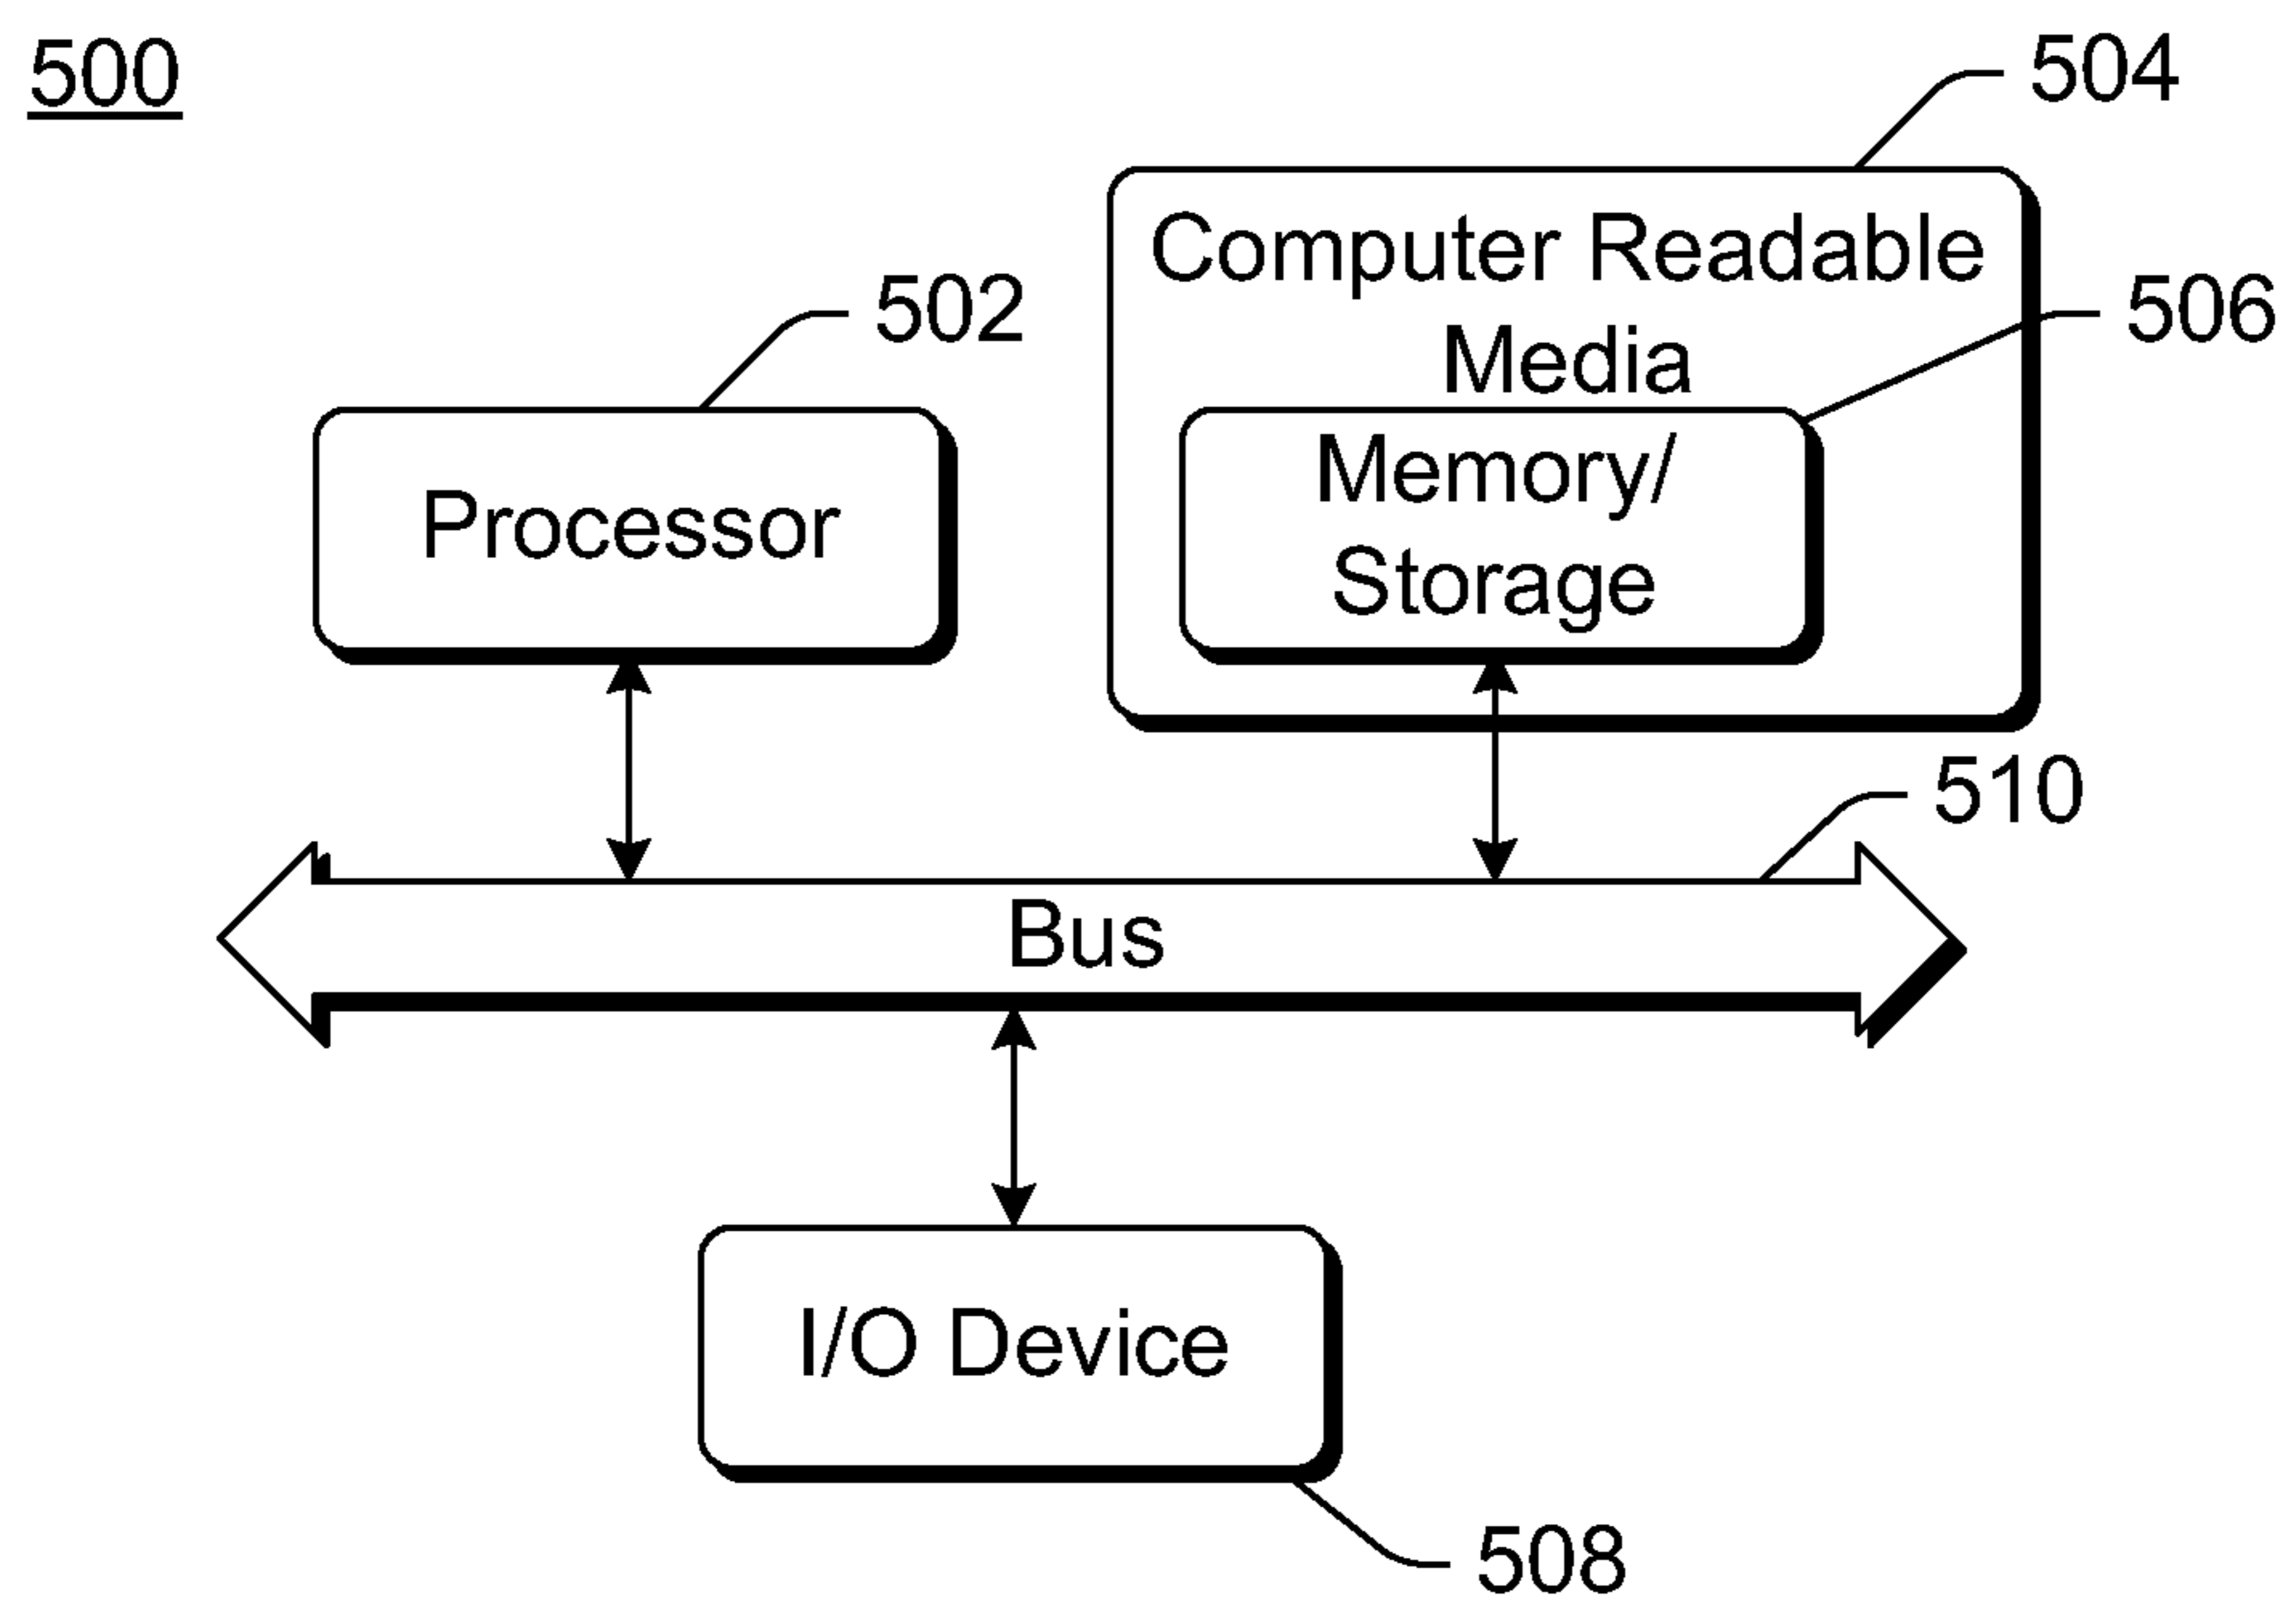 500
504
Computer Readable
Media
506
502
Memory/
Storage
Processor
510
Bus
I/O Device
508